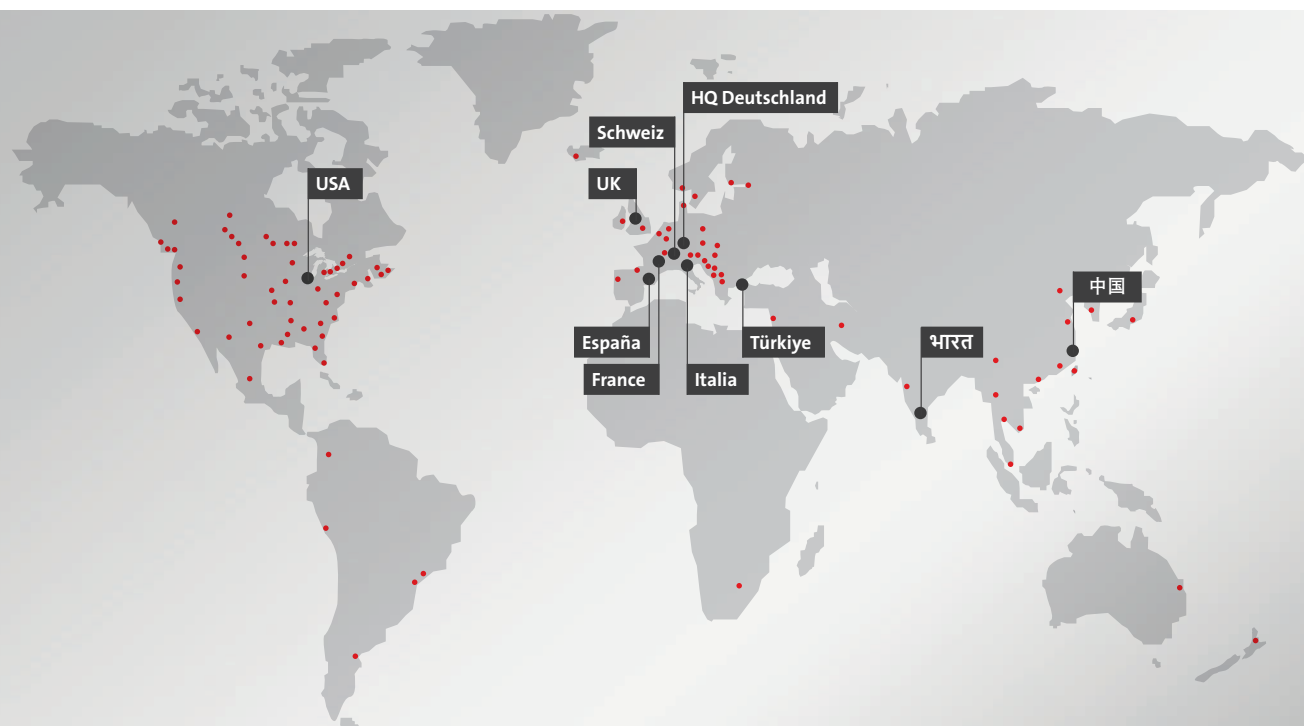 HQ Deutschland
Schweiz
USA
UK
中国
España
Türkiye
भारत
France
Italia